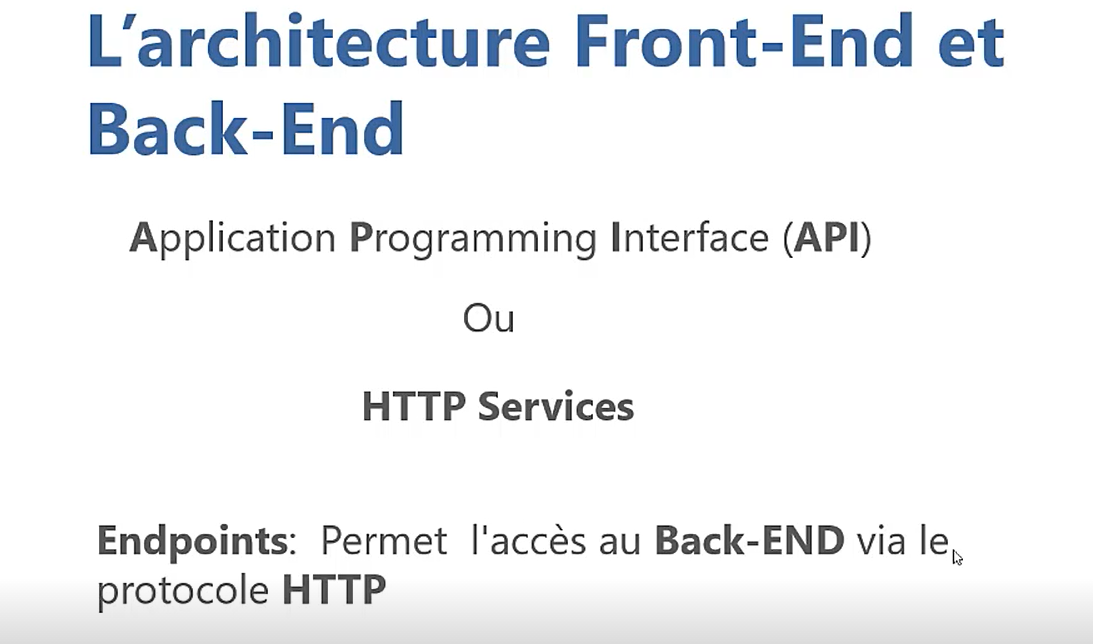 L’architecture Front-End et
Back-End
Application Programming Interface (API)
Ou
HTTP Services
Endpoints: Permet l'accès au Back-END via le
protocole HTTP